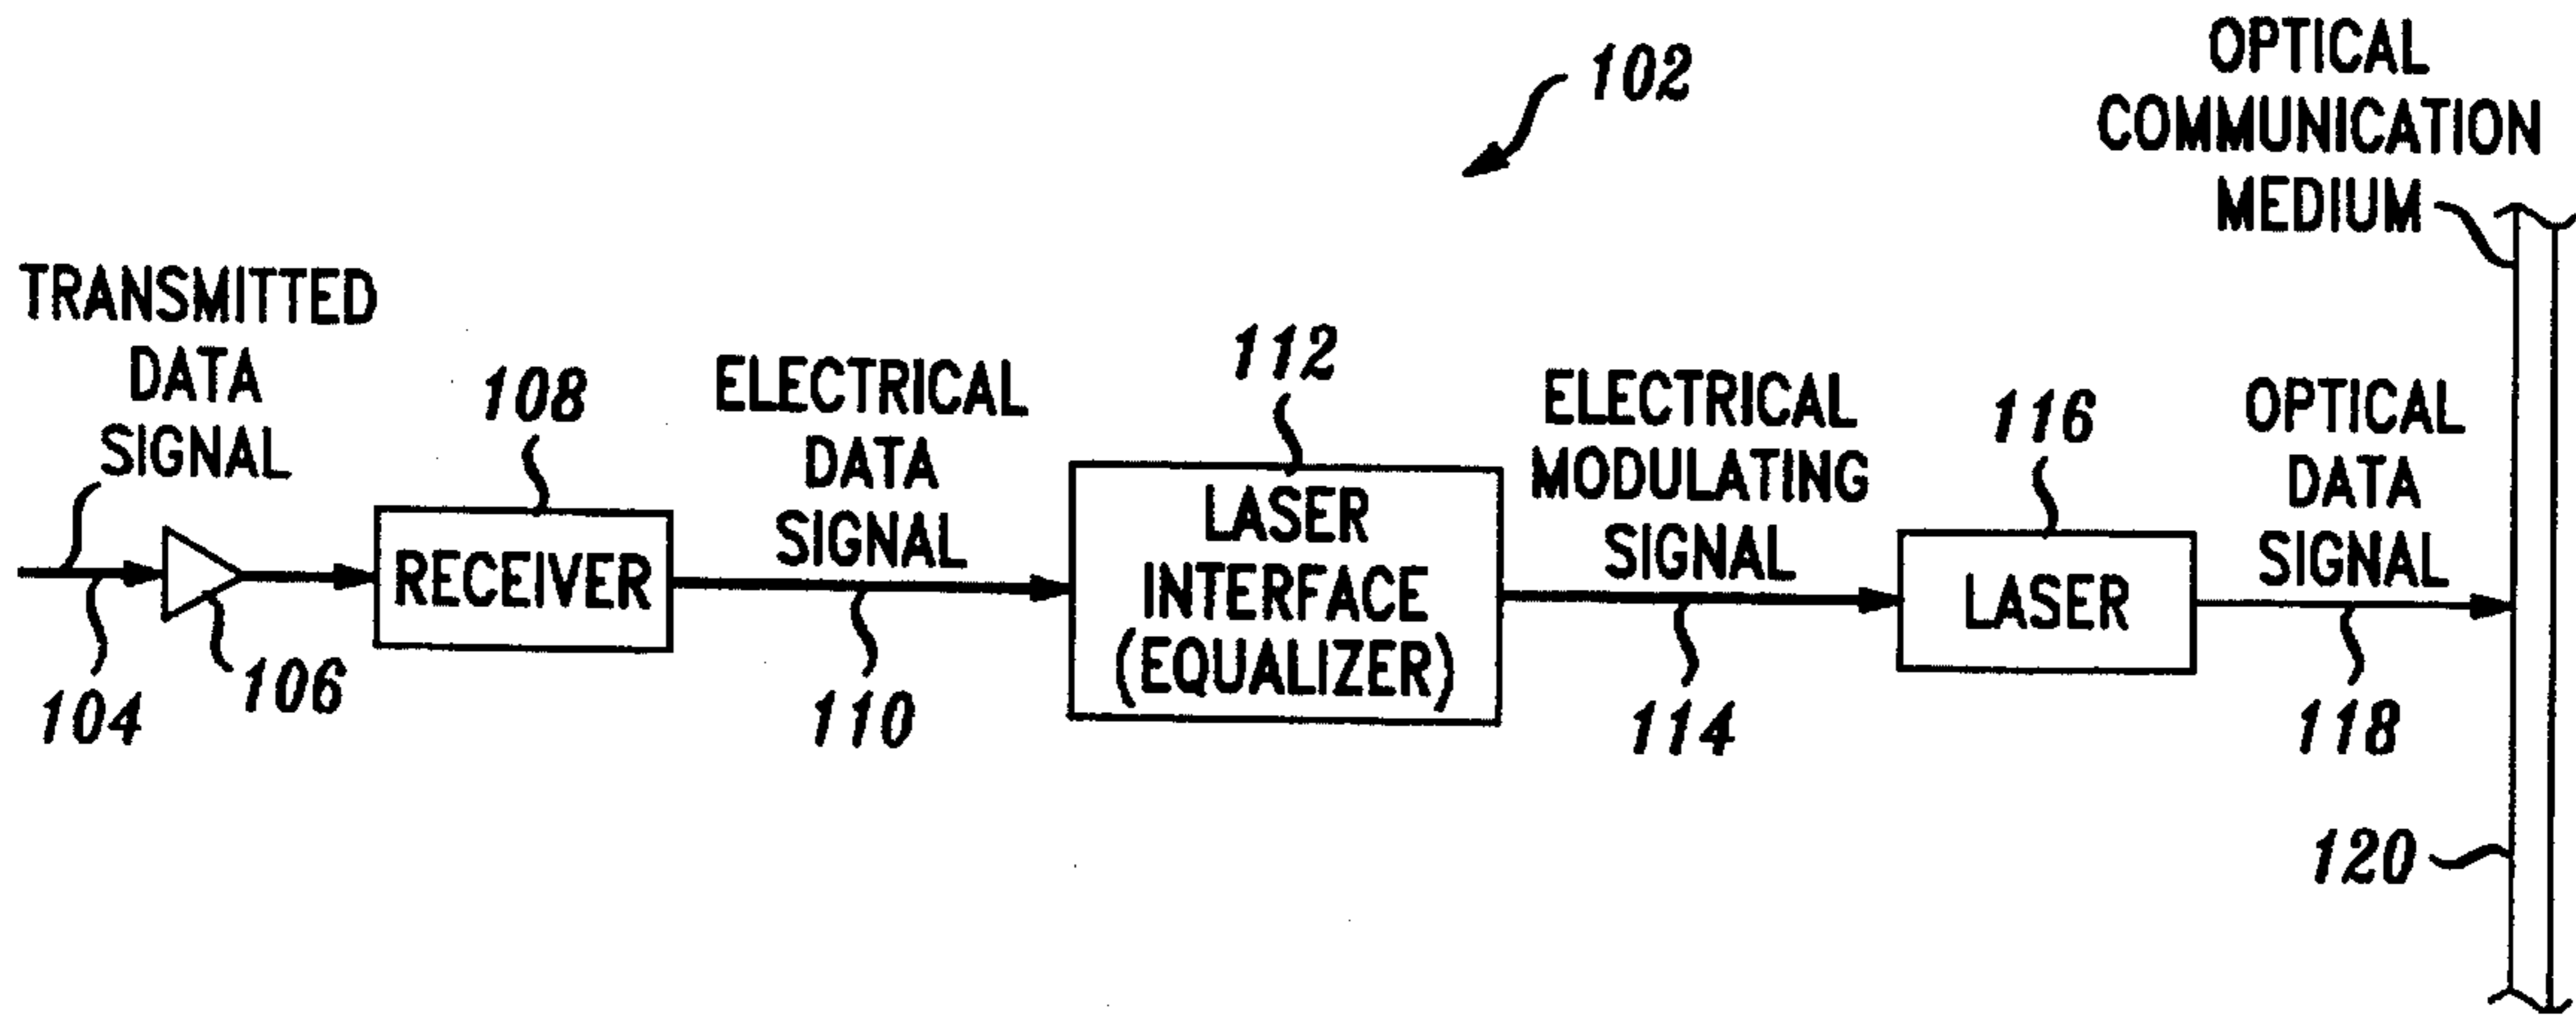 102
OPTICAL
COMMUNICATION
MEDIUM
TRANSMITTED
DATA
SIGNAL
104
106
108
RECEIVER
ELECTRICAL
DATA
SIGNAL
110
112
LASER
INTERFACE
(EQUALIZER)
ELECTRICAL
MODULATING
SIGNAL
114
116
LASER
OPTICAL
DATA
SIGNAL
118
120